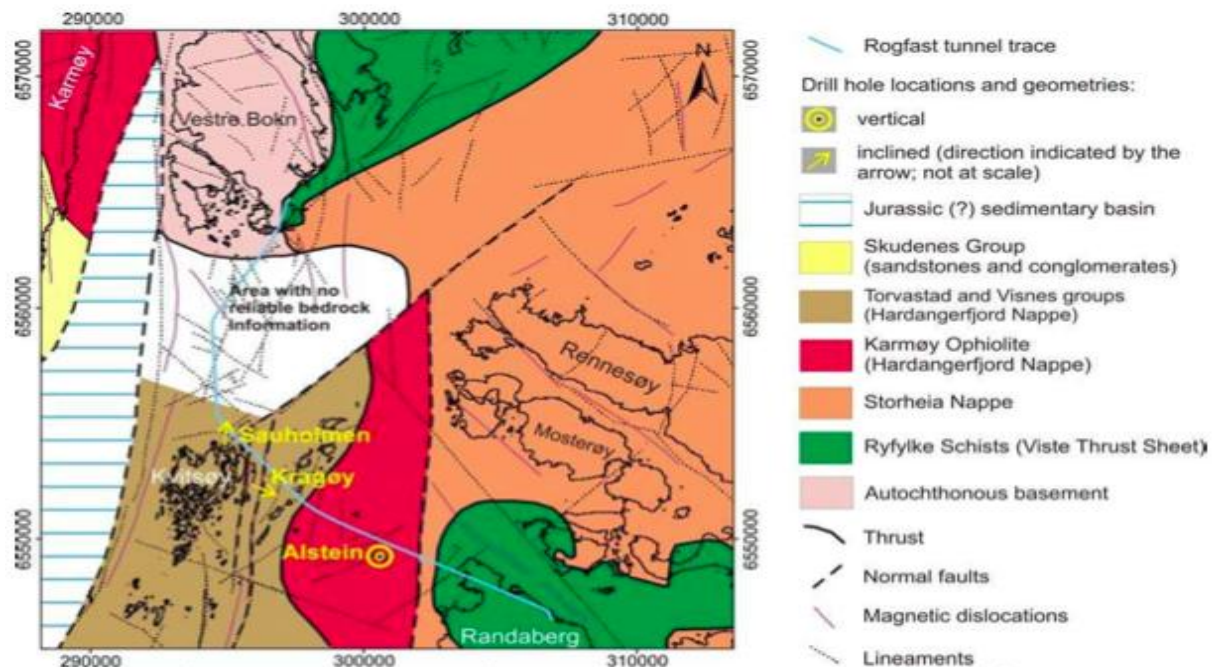 290000 300000 310000
6570000
6560000
6550000
Karmøy
Vestre Bokn
N
Area with no
reliable bedrock
Information
Rennesøy
Mosterøy
Sauholmen
Kvitsøy
Kragøy
Alstein
Randaberg
6570000
6560000
6550000
290000 300000 310000
Rogfast tunnel trace
Drill hole locations and geometries:
vertical
inclined (direction indicated by the
arrow; not at scale)
Jurassic (?) sedimentary basin
Skudenes Group
(sandstones and conglomerates)
Torvastad and Visnes groups
(Hardangerfjord Nappe)
Karmøy Ophiolite
(Hardangerfjord Nappe)
Storheia Nappe
Ryfylke Schists (Viste Thrust Sheet)
Autochthonous basement
Thrust
Normal faults
Magnetic dislocations
Lineaments